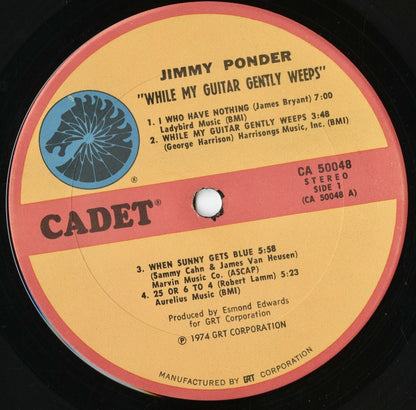 JIMMY PONDER
"WHILE MY GUITAR GENTLY WEEPS"
1. I WHO HAVE NOTHING (James Bryant) 7:00
Ladybird Music (BMI)
2. WHILE MY GUITAR GENTLY WEEPS 3:48
(George Harrison) Harrisongs Music, Inc. (BMI)
®
CADET®
CA 50048
STEREO
SIDE 1
(CA 50048 A)
3. WHEN SUNNY GETS BLUE 5:58
(Sammy Cahn & James Van Heusen)
Marvin Music Co. (ASCAP)
4. 25 OR 6 TO 4 (Robert Lamm) 5:23
Aurelius Music (BMI)
Produced by Esmond Edwards
for GRT Corporation
℗ 1974 GRT CORPORATION
MANUFACTURED BY GRT CORPORATION